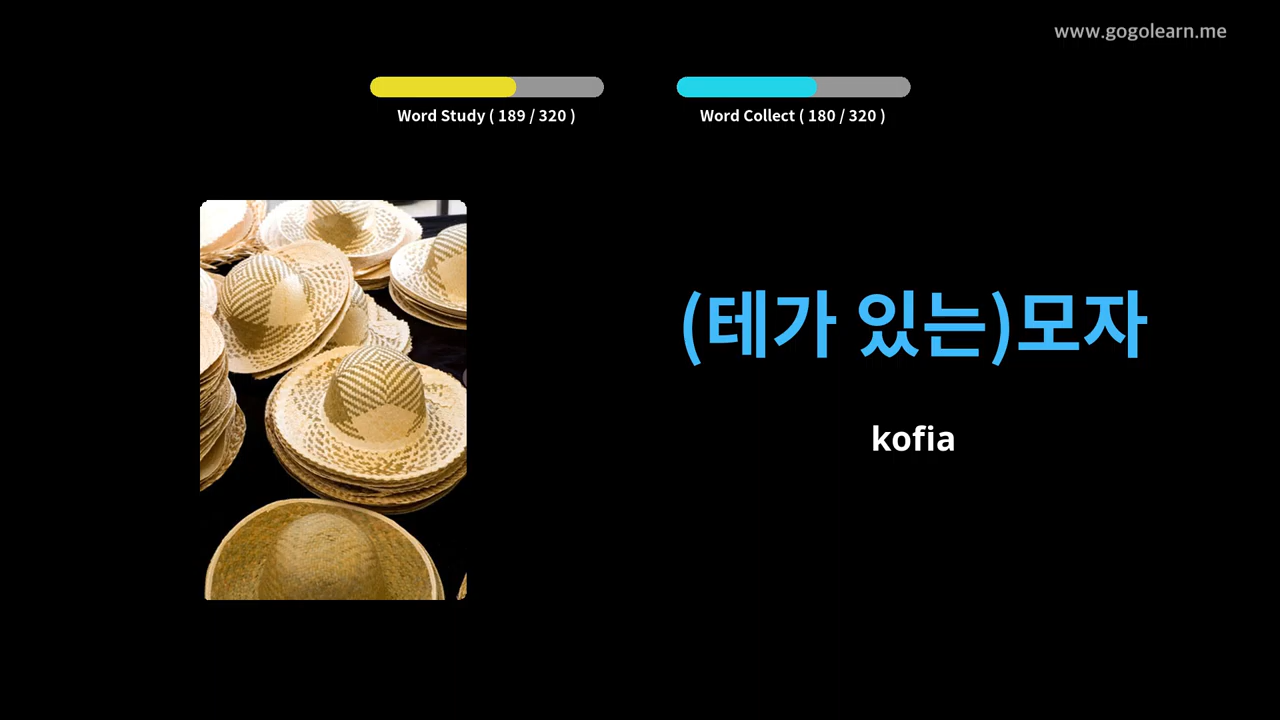 www.gogolearn.me
Word Study ( 189 / 320 )
Word Collect ( 180 / 320 )
(테가 있는)모자
kofia